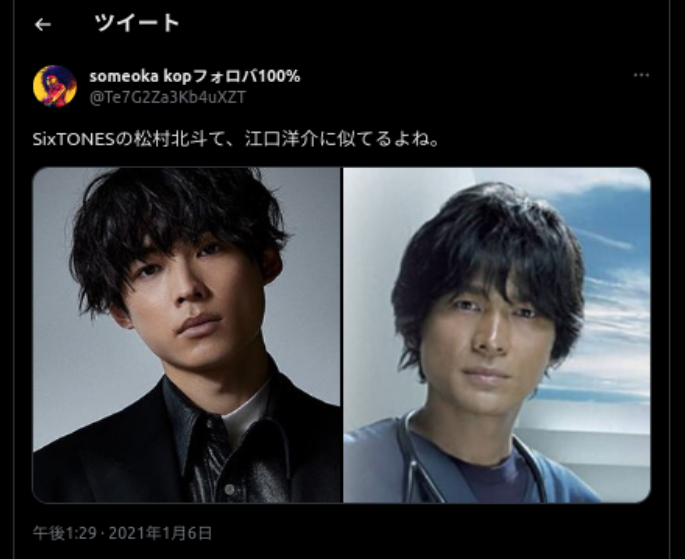 ツイート
someoka kopフォロバ100%
@Te7G2Za3Kb4uXZT
SixTONESの松村北斗て、江口洋介に似てるよね。
午後1:29 · 2021年1月6日